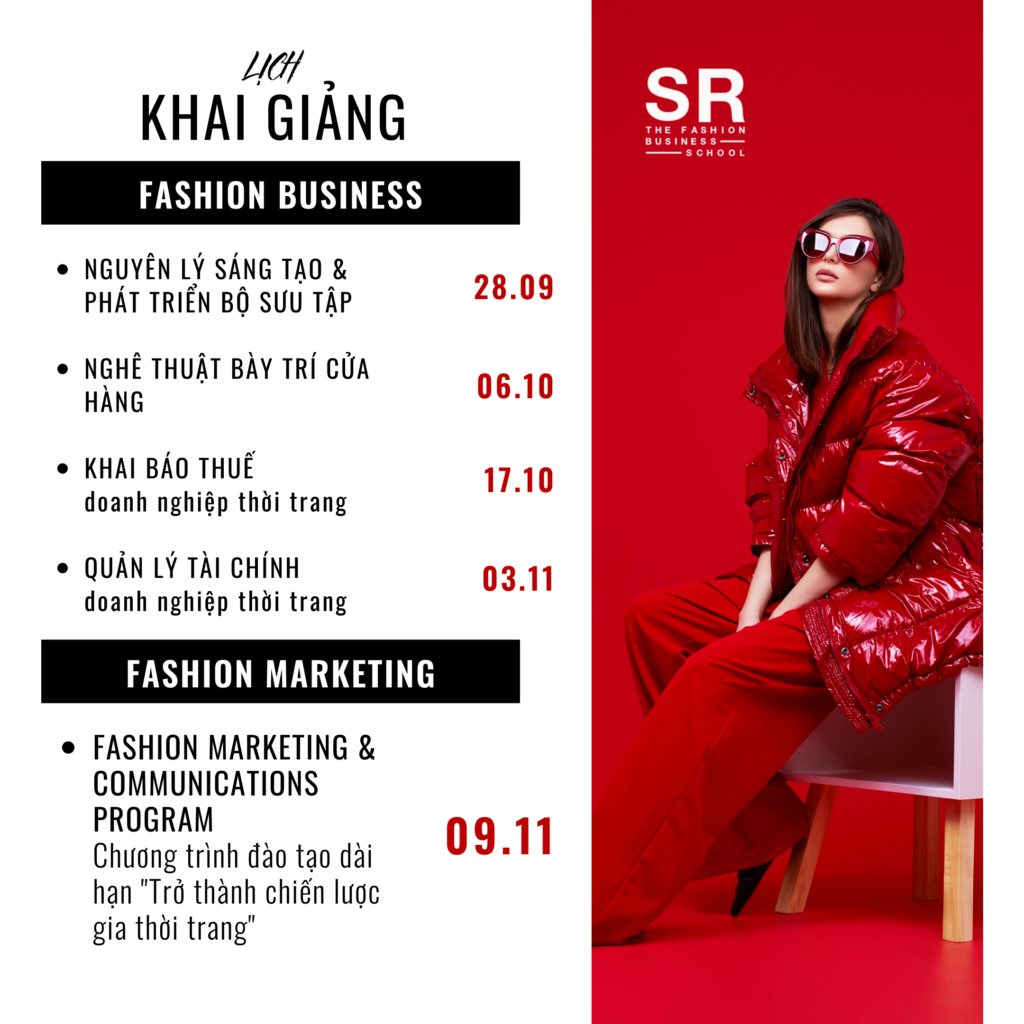 LỊCH
KHAI GIẢNG
FASHION BUSINESS
• NGUYÊN LÝ SÁNG TẠO &
PHÁT TRIỂN BỘ SƯU TẬP
28.09
• NGHÊ THUẬT BÀY TRÍ CỬA
HÀNG
06.10
• KHAI BÁO THUẾ
doanh nghiệp thời trang
17.10
• QUẢN LÝ TÀI CHÍNH
doanh nghiệp thời trang
03.11
FASHION MARKETING
• FASHION MARKETING &
COMMUNICATIONS
PROGRAM
Chương trình đào tạo dài
hạn "Trở thành chiến lược
gia thời trang"
09.11
SR
THE FASHION
BUSINESS
SCHOOL